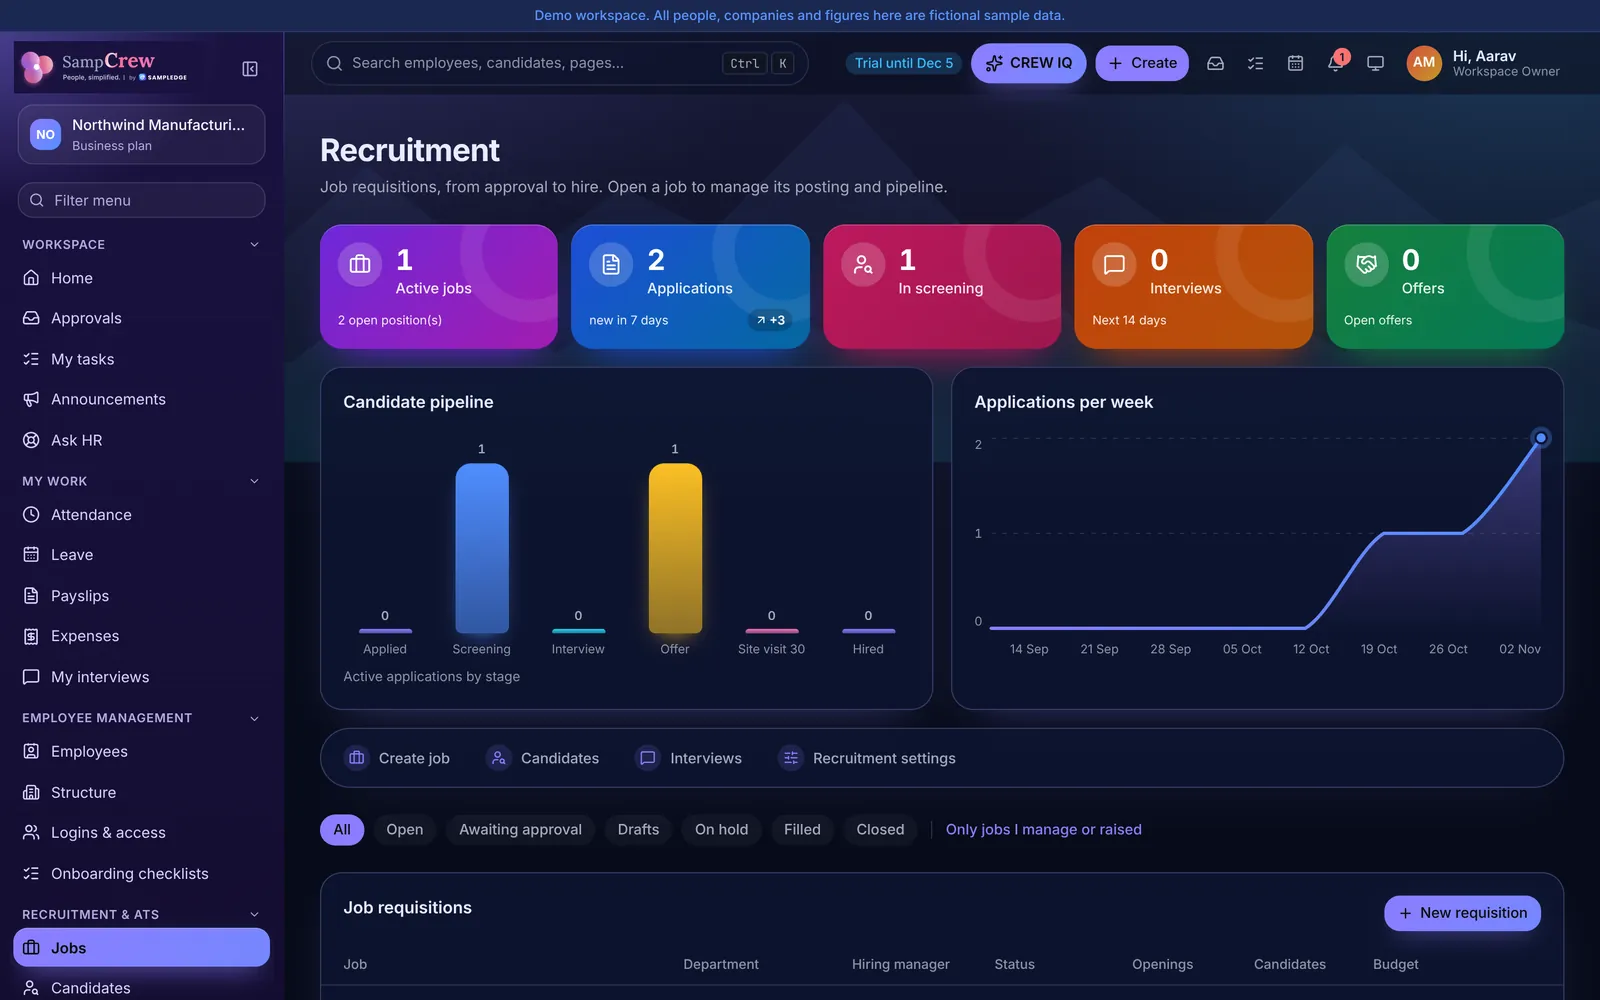 Demo workspace. All people, companies and figures here are fictional sample data.
SampCrew
People, simplified. | by SAMPLEDGE
Search employees, candidates, pages...
Ctrl K
Trial until Dec 5
CREW IQ
Create
1
AM
Hi, Aarav
Workspace Owner
NO
Northwind Manufacturi...
Business plan
Filter menu
WORKSPACE
Home
Approvals
My tasks
Announcements
Ask HR
MY WORK
Attendance
Leave
Payslips
Expenses
My interviews
EMPLOYEE MANAGEMENT
Employees
Structure
Logins & access
Onboarding checklists
RECRUITMENT & ATS
Jobs
Candidates
Recruitment
Job requisitions, from approval to hire. Open a job to manage its posting and pipeline.
1
Active jobs
2 open position(s)
2
Applications
new in 7 days
+3
1
In screening
0
Interviews
Next 14 days
0
Offers
Open offers
Candidate pipeline
0 1 0 1 0 0
Applied Screening Interview Offer Site visit 30 Hired
Active applications by stage
Applications per week
2
1
0
14 Sep 21 Sep 28 Sep 05 Oct 12 Oct 19 Oct 26 Oct 02 Nov
Create job Candidates Interviews Recruitment settings
All Open Awaiting approval Drafts On hold Filled Closed Only jobs I manage or raised
Job requisitions
New requisition
Job Department Hiring manager Status Openings Candidates Budget